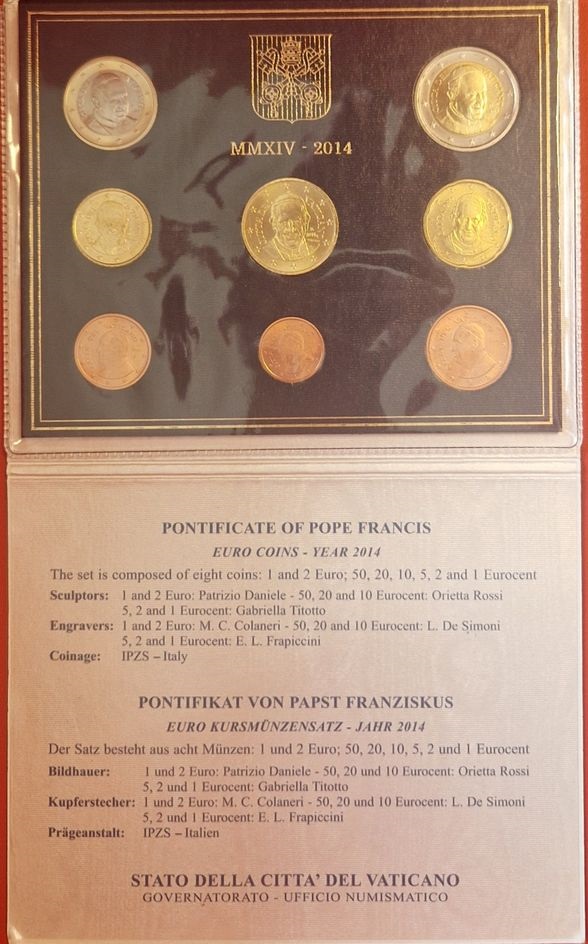 MMXIV - 2014
PONTIFICATE OF POPE FRANCIS
EURO COINS - YEAR 2014
The set is composed of eight coins: 1 and 2 Euro; 50, 20, 10, 5, 2 and 1 Eurocent
Sculptors: 1 and 2 Euro: Patrizio Daniele - 50, 20 and 10 Eurocent: Orietta Rossi
5, 2 and 1 Eurocent: Gabriella Titotto
Engravers: 1 and 2 Euro: M. C. Colaneri - 50, 20 and 10 Eurocent: L. De Simoni
5, 2 and 1 Eurocent: E. L. Frapiccini
Coinage: IPZS – Italy
PONTIFIKAT VON PAPST FRANZISKUS
EURO KURSMÜNZENSATZ - JAHR 2014
Der Satz besteht aus acht Münzen: 1 und 2 Euro; 50, 20, 10, 5, 2 und 1 Eurocent
Bildhauer: 1 und 2 Euro: Patrizio Daniele - 50, 20 und 10 Eurocent: Orietta Rossi
5, 2 und 1 Eurocent: Gabriella Titotto
Kupferstecher: 1 und 2 Euro: M. C. Colaneri - 50, 20 und 10 Eurocent: L. De Simoni
5, 2 und 1 Eurocent: E. L. Frapiccini
Prägeanstalt: IPZS – Italien
STATO DELLA CITTA' DEL VATICANO
GOVERNATORATO - UFFICIO NUMISMATICO